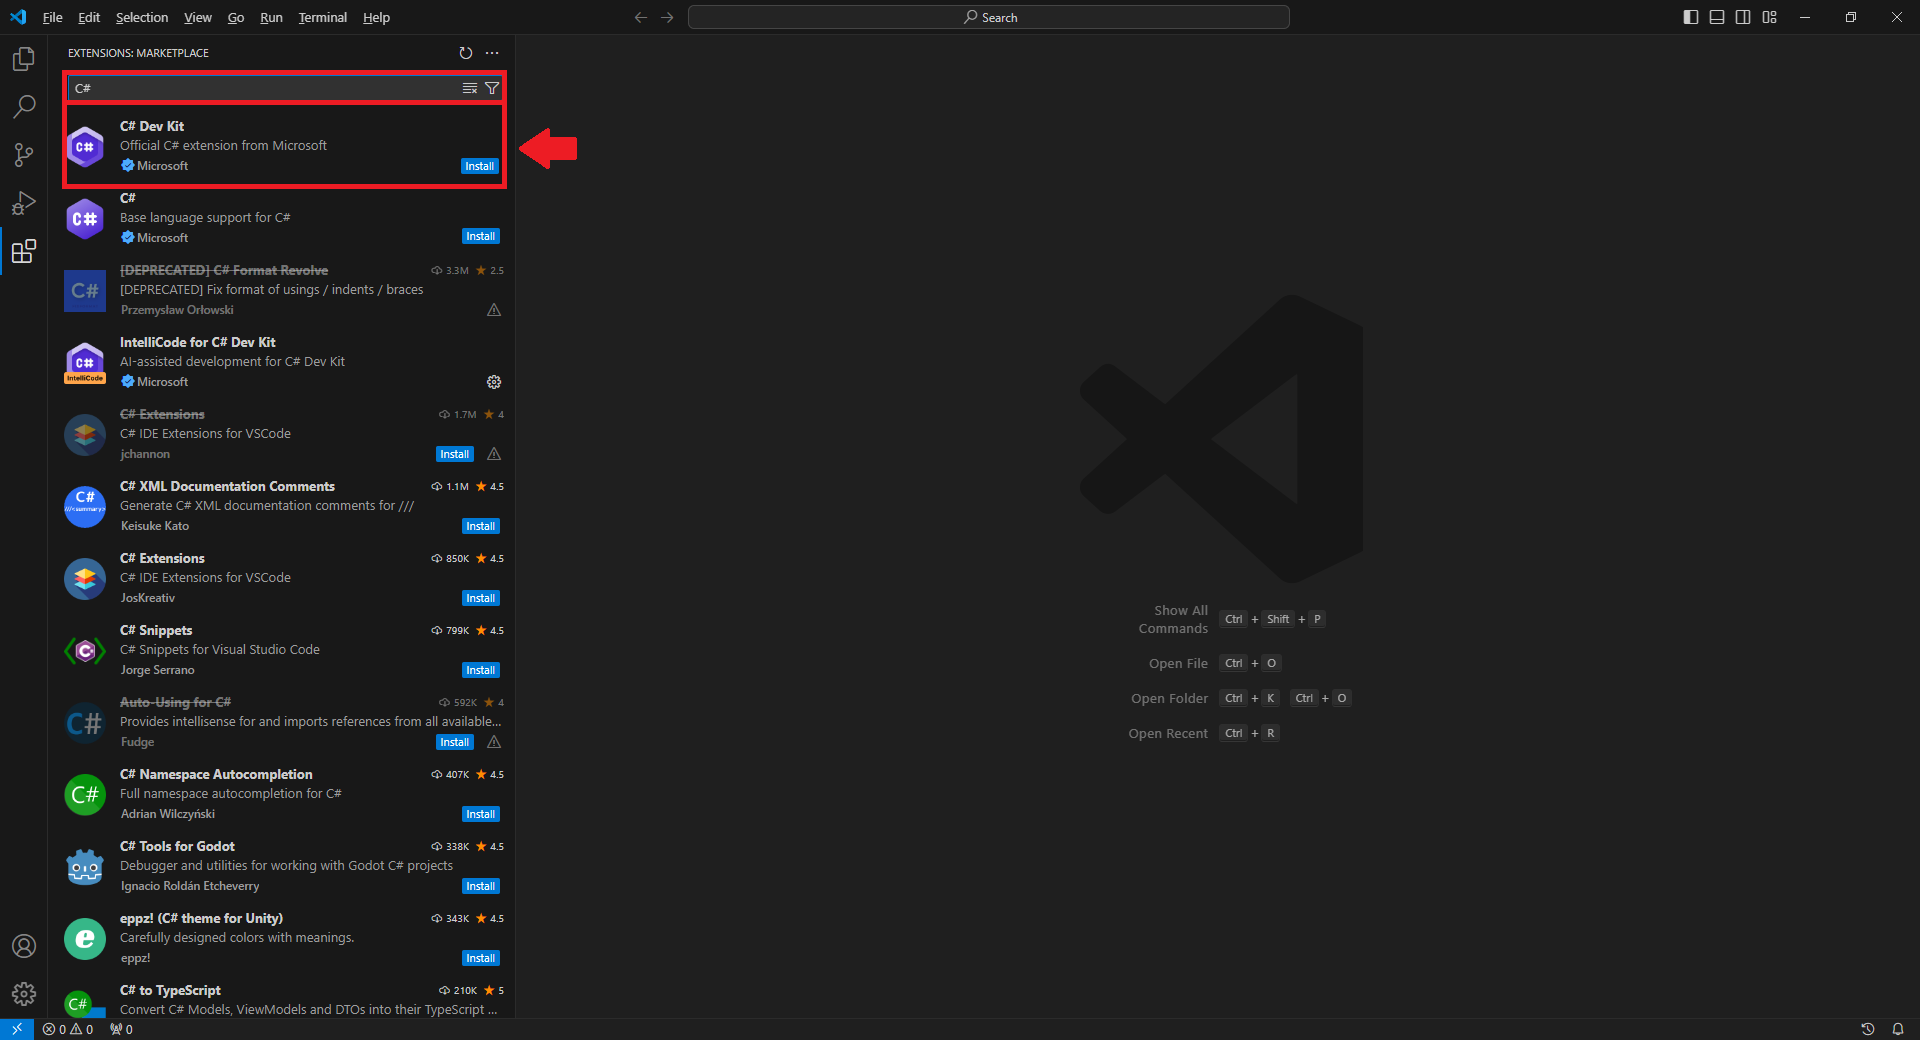 File Edit Selection View Go Run Terminal Help
Search
EXTENSIONS: MARKETPLACE
C#
C#
C# Dev Kit
Official C# extension from Microsoft
Microsoft
Install
C#
C#
Base language support for C#
Microsoft
Install
C#
[DEPRECATED] C# Format Revolve 3.3M 2.5
[DEPRECATED] Fix format of usings / indents / braces
Przemysław Orłowski
C#
IntelliCode
IntelliCode for C# Dev Kit
AI-assisted development for C# Dev Kit
Microsoft
C# Extensions 1.7M 4
C# IDE Extensions for VSCode
jchannon Install
C#
///<summary>
C# XML Documentation Comments 1.1M 4.5
Generate C# XML documentation comments for ///
Keisuke Kato Install
C# Extensions 850K 4.5
C# IDE Extensions for VSCode
JosKreativ Install
C
C# Snippets 799K 4.5
C# Snippets for Visual Studio Code
Jorge Serrano Install
C#
Auto-Using for C# 592K 4
Provides intellisense for and imports references from all available...
Fudge Install
C#
C# Namespace Autocompletion 407K 4.5
Full namespace autocompletion for C#
Adrian Wilczyński Install
C# Tools for Godot 338K 4.5
Debugger and utilities for working with Godot C# projects
Ignacio Roldán Etcheverry Install
e
eppz! (C# theme for Unity) 343K 4.5
Carefully designed colors with meanings.
eppz! Install
C#
C# to TypeScript 210K 5
Convert C# Models, ViewModels and DTOs into their TypeScript ...
Show All
Commands Ctrl + Shift + P
Open File Ctrl + O
Open Folder Ctrl + K Ctrl + O
Open Recent Ctrl + R
0 0 0